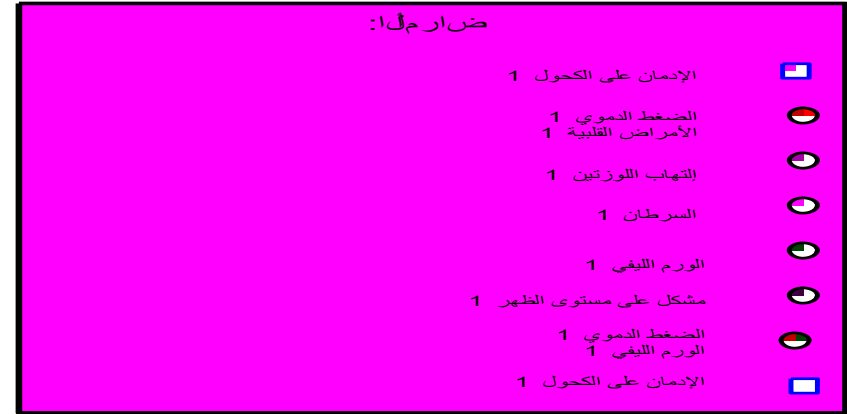 الأمراض:
الإدمان على الكحول 1
الضغط الدموي 1
الأمراض القلبية 1
إلتهاب اللوزتين 1
السرطان 1
الورم الليفي 1
مشكل على مستوى الظهر 1
الضغط الدموي 1
الورم الليفي 1
الإدمان على الكحول 1